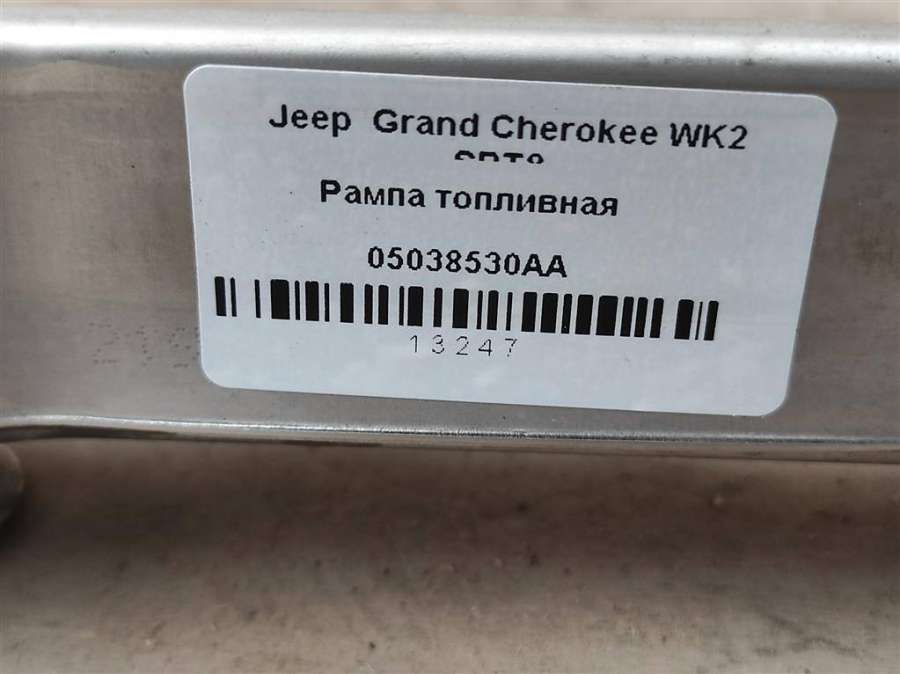 Jeep Grand Cherokee WK2
Рампа топливная
05038530AA
13247